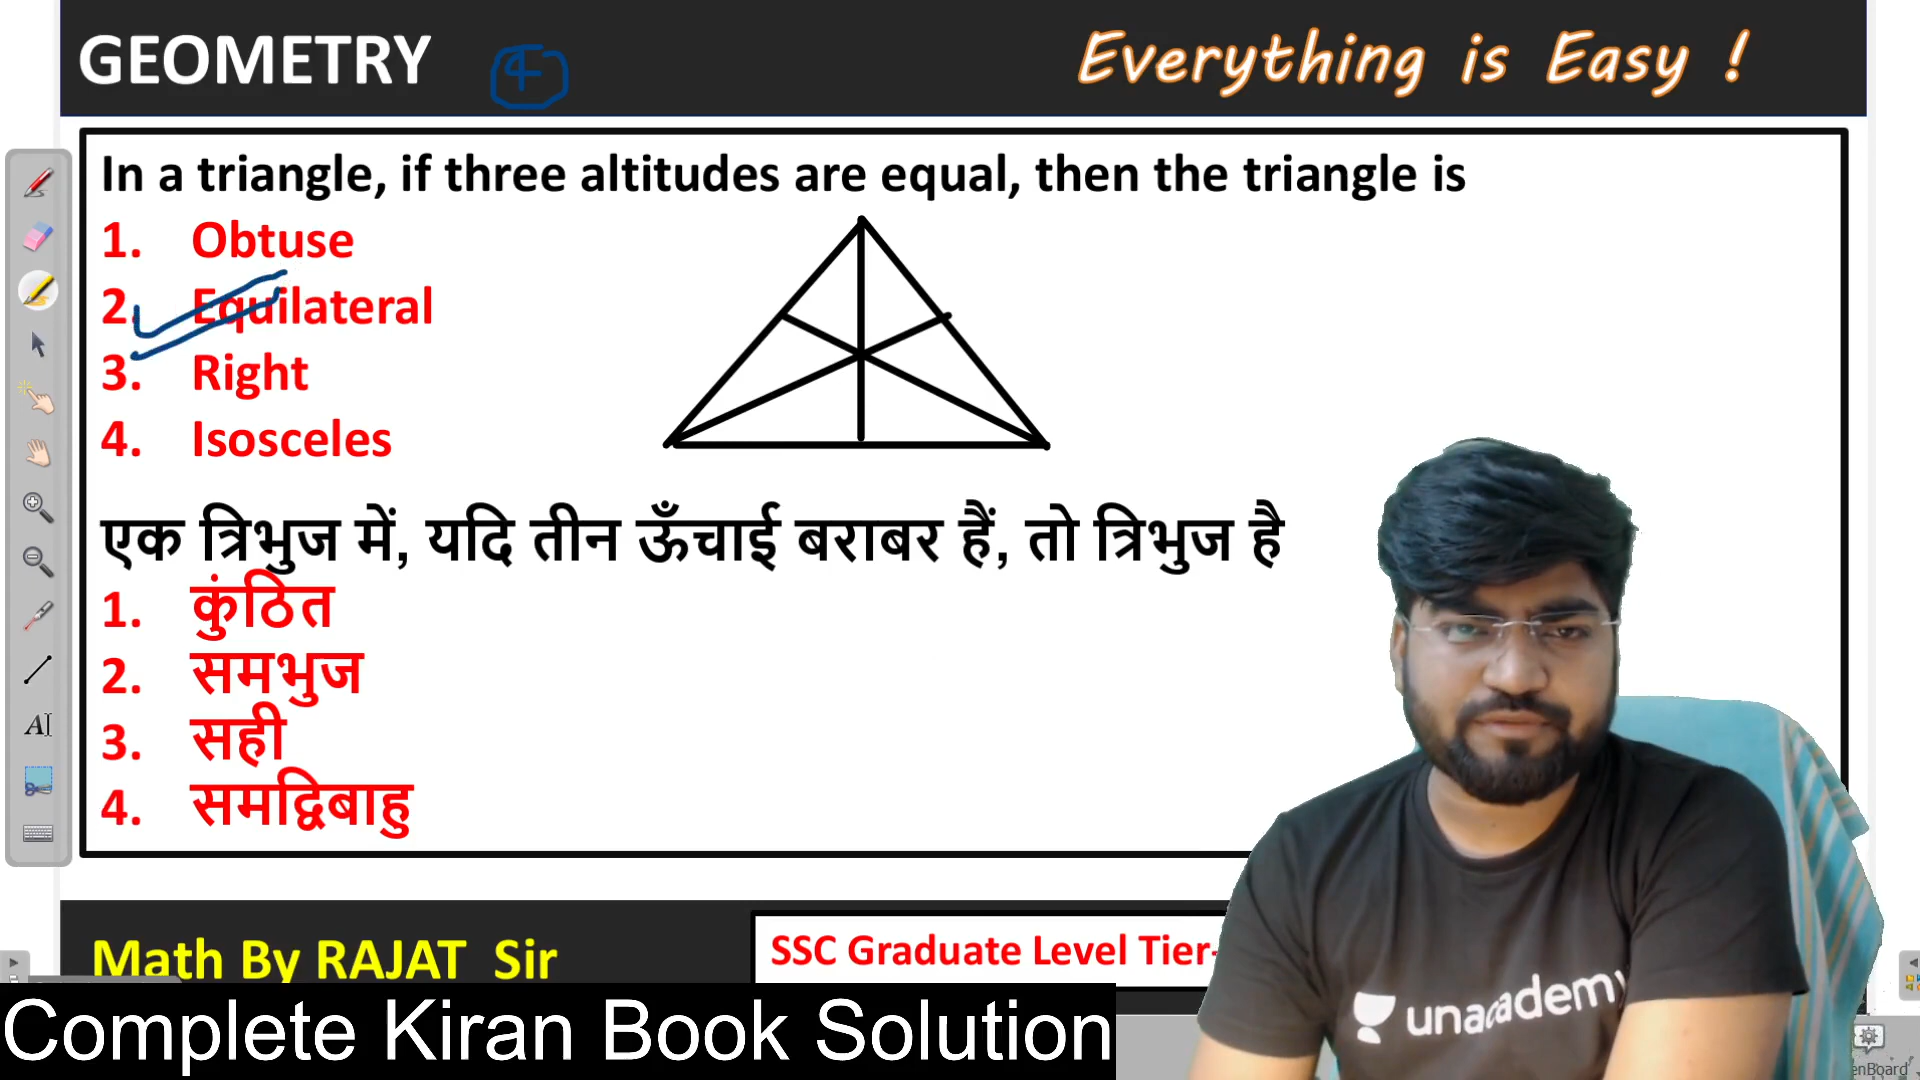 GEOMETRY
Everything is Easy !
In a triangle, if three altitudes are equal, then the triangle is
1. Obtuse
2. Equilateral
3. Right
4. Isosceles
एक त्रिभुज में, यदि तीन ऊँचाई बराबर हैं, तो त्रिभुज है
1. कुंठित
2. समभुज
3. सही
4. समद्विबाहु
Math By RAJAT Sir
SSC Graduate Level Tier-
Complete Kiran Book Solution
unacademy
enBoard